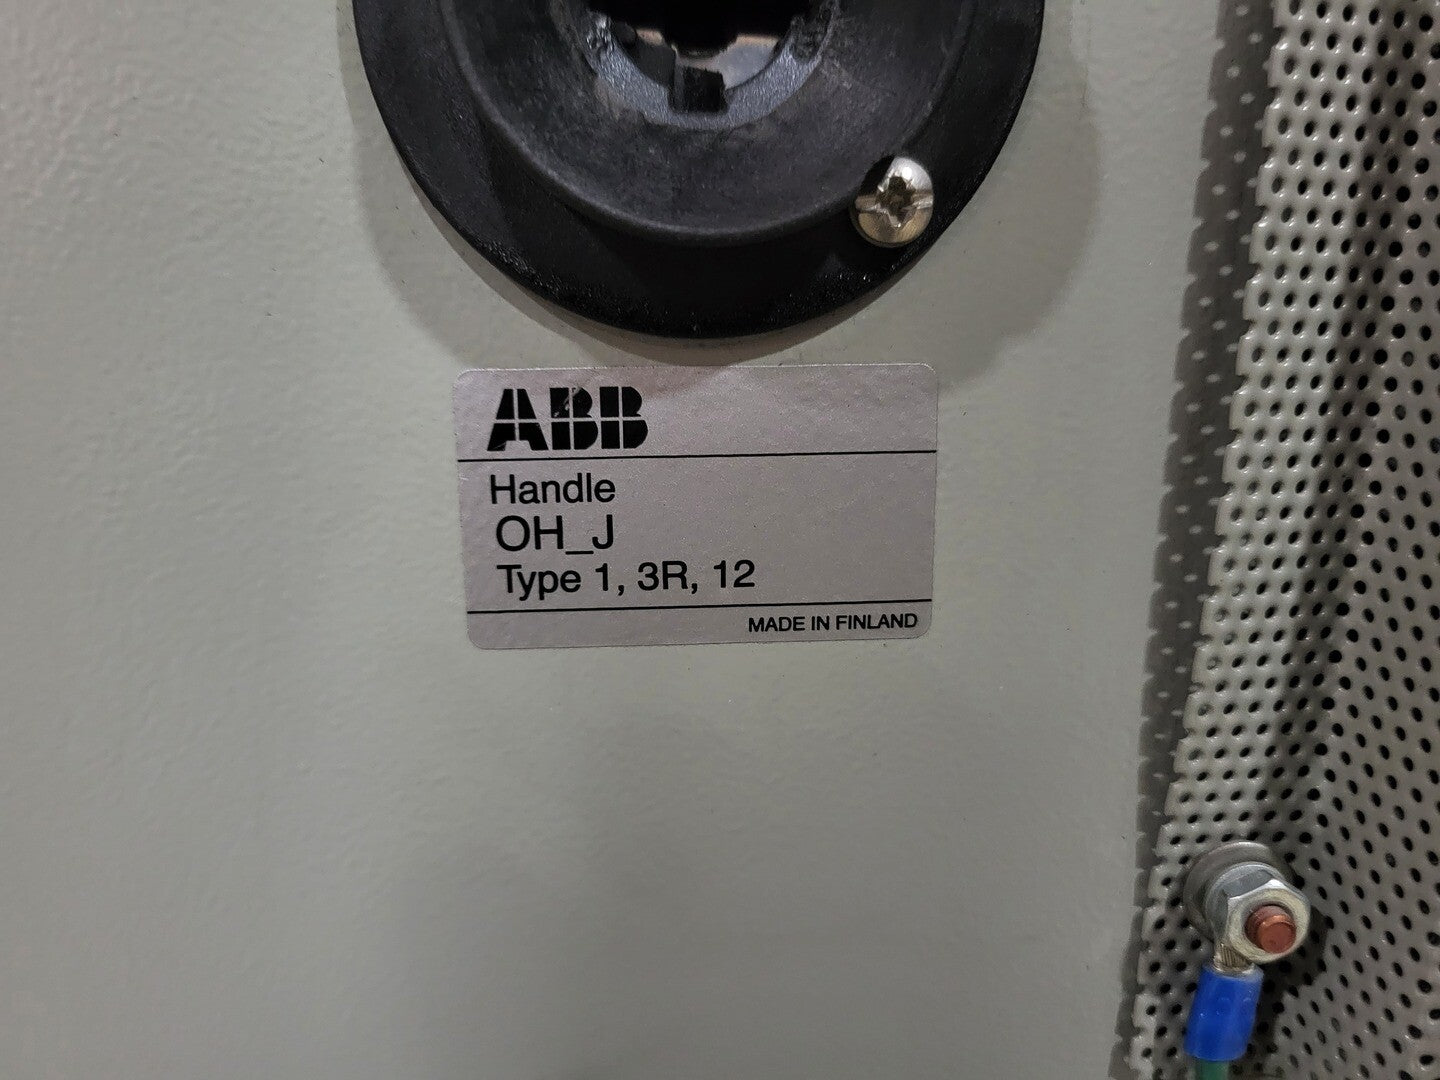 ABB
Handle
OH_J
Type 1, 3R, 12
MADE IN FINLAND